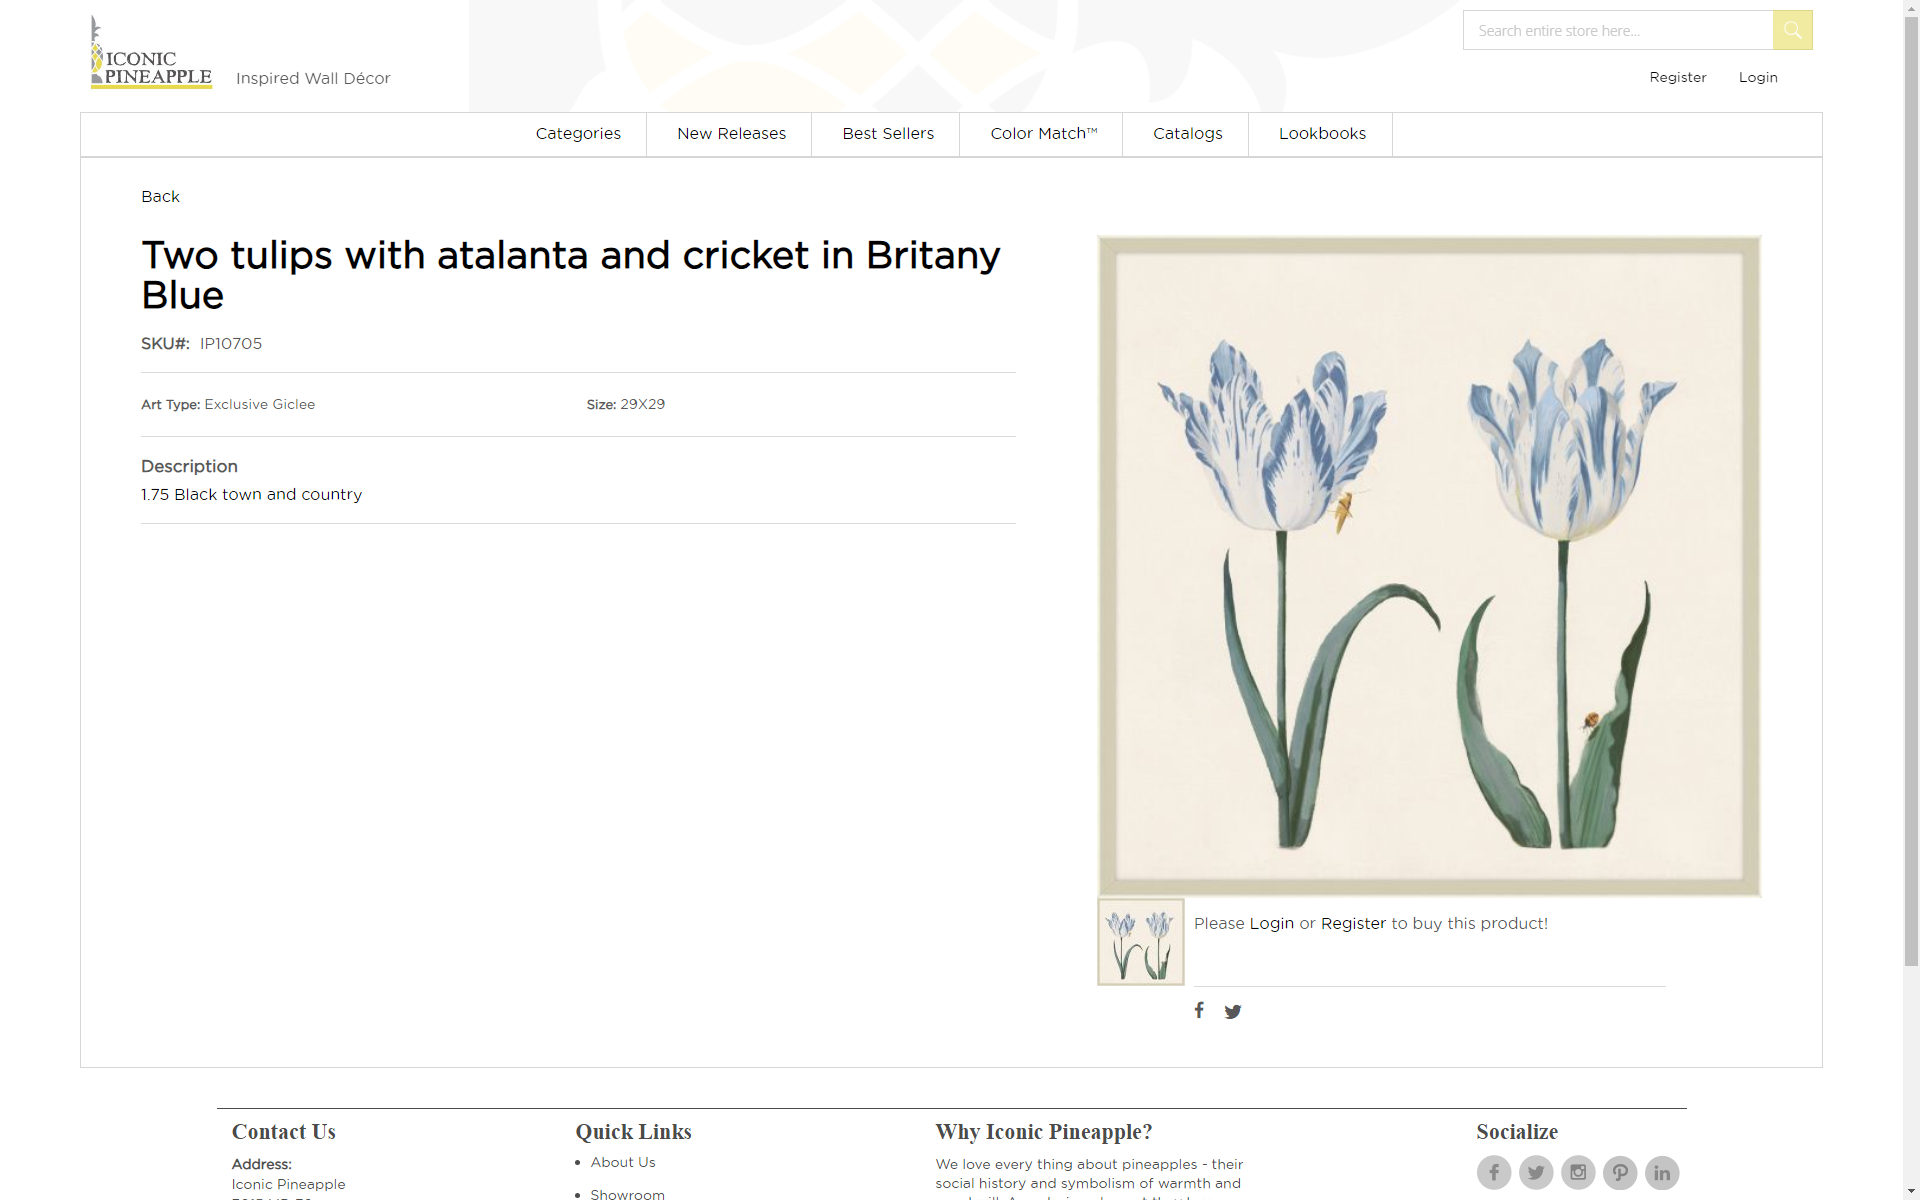 ICONIC
PINEAPPLE
Inspired Wall Décor
Search entire store here...
Register
Login
Categories
New Releases
Best Sellers
Color Match™
Catalogs
Lookbooks
Back
Two tulips with atalanta and cricket in Britany
Blue
SKU#: IP10705
Art Type: Exclusive Giclee
Size: 29X29
Description
1.75 Black town and country
Please Login or Register to buy this product!
Contact Us
Address:
Iconic Pineapple
Quick Links
About Us
Showroom
Why Iconic Pineapple?
We love every thing about pineapples - their
social history and symbolism of warmth and
Socialize